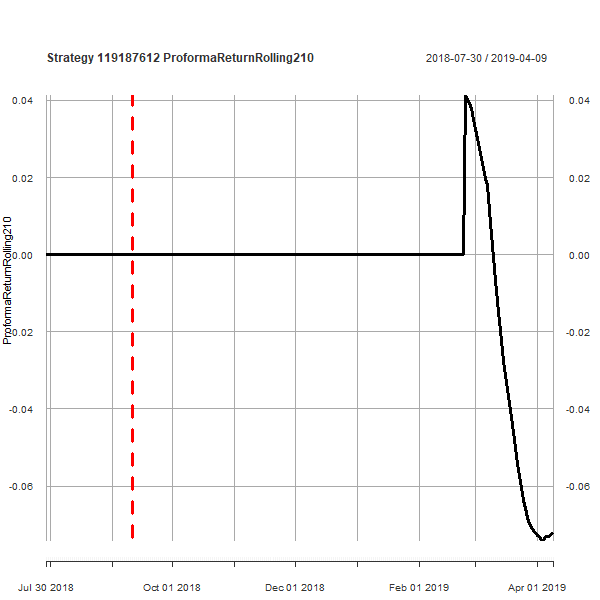 Strategy 119187612 ProformaReturnRolling210
2018-07-30 / 2019-04-09
0.04 0.04
0.02 0.02
0.00 0.00
-0.02 -0.02
-0.04 -0.04
-0.06 -0.06
ProformaReturnRolling210
Jul 30 2018 Oct 01 2018 Dec 01 2018 Feb 01 2019 Apr 01 2019